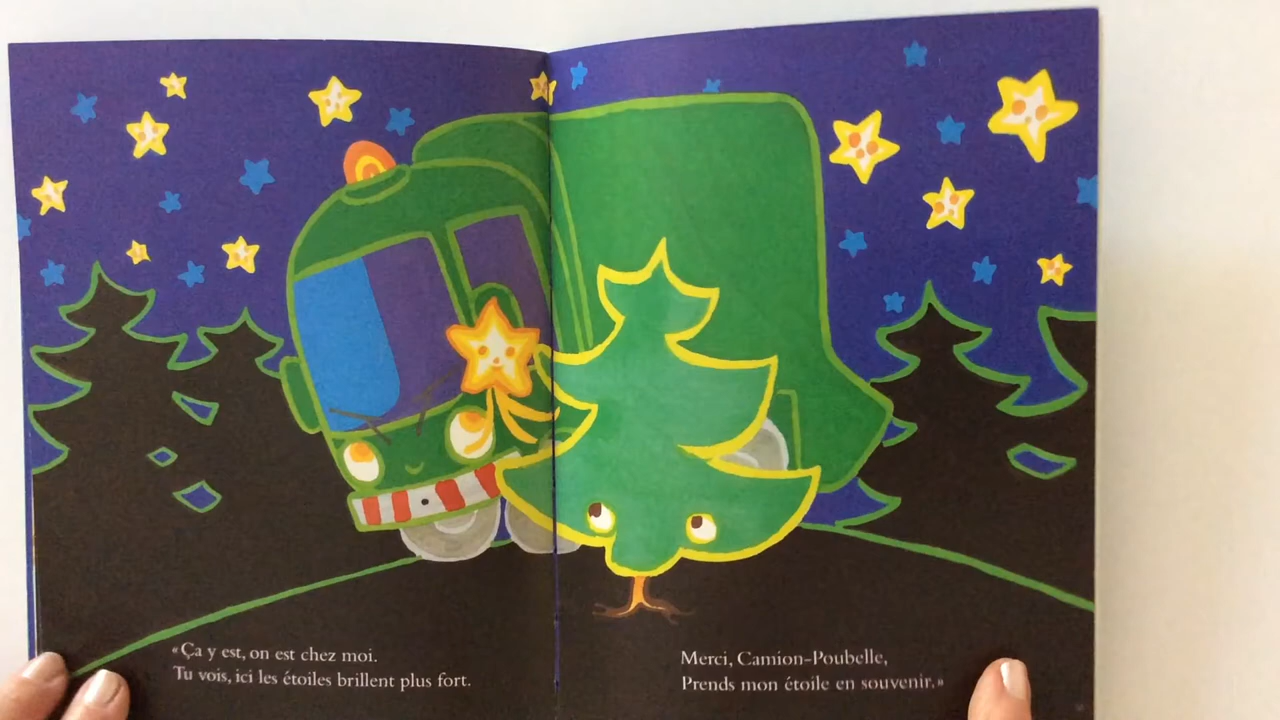 « Ça y est, on est chez moi.
Tu vois, ici les étoiles brillent plus fort.
Merci, Camion-Poubelle,
Prends mon étoile en souvenir. »